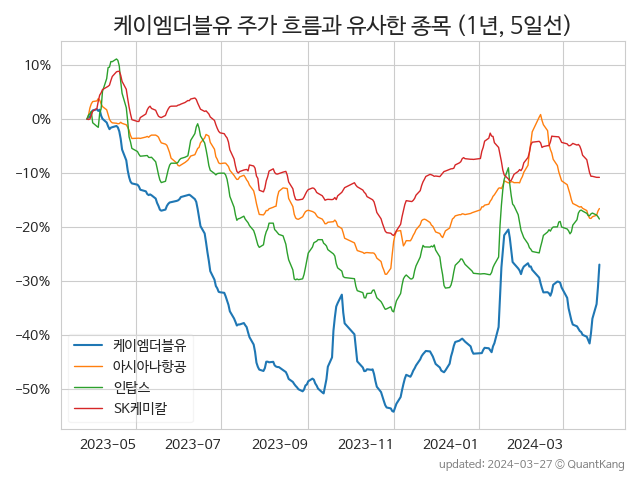 케이엠더블유 주가 흐름과 유사한 종목 (1년, 5일선)
10%
0%
−10%
−20%
−30%
−40%
−50%
케이엠더블유
아시아나항공
인탑스
SK케미칼
2023−05
2023−07
2023−09
2023−11
2024−01
2024−03
updated: 2024-03-27 © QuantKang